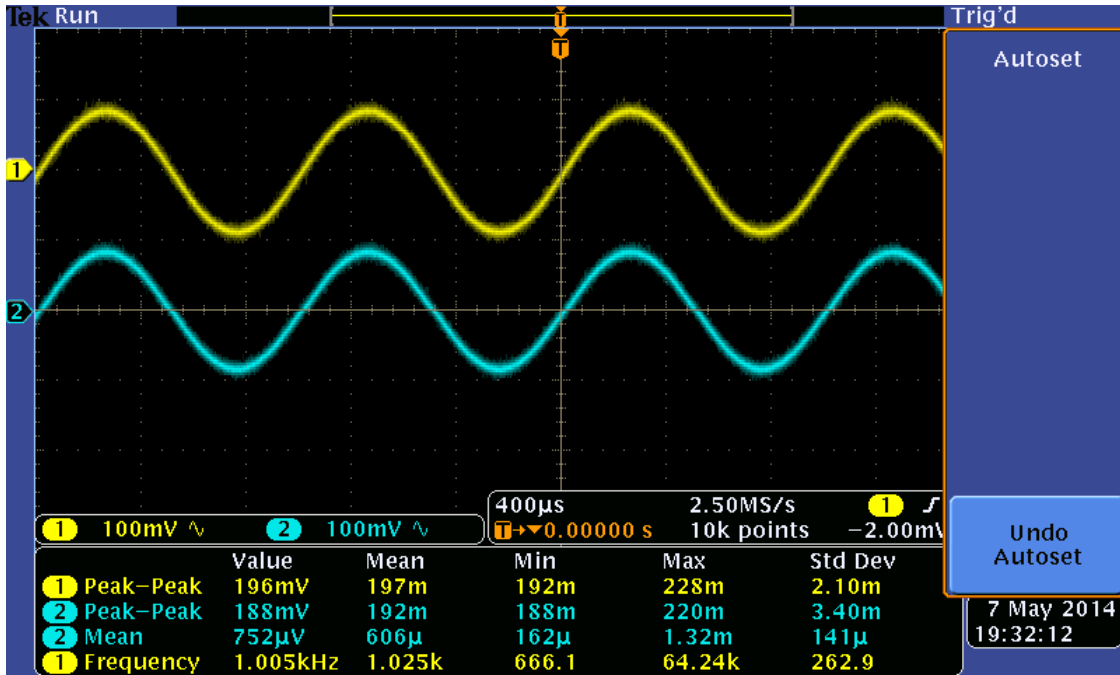 Tek Run Trig'd
T
T
Autoset
1
2
1 100mV ∿ 2 100mV ∿
400µs 2.50MS/s 1 ʃ
T→▼0.00000 s 10k points −2.00mV
Undo
Autoset
Value Mean Min Max Std Dev
1 Peak−Peak 196mV 197m 192m 228m 2.10m
2 Peak−Peak 188mV 192m 188m 220m 3.40m
2 Mean 752µV 606µ 162µ 1.32m 141µ
1 Frequency 1.005kHz 1.025k 666.1 64.24k 262.9
7 May 2014
19:32:12